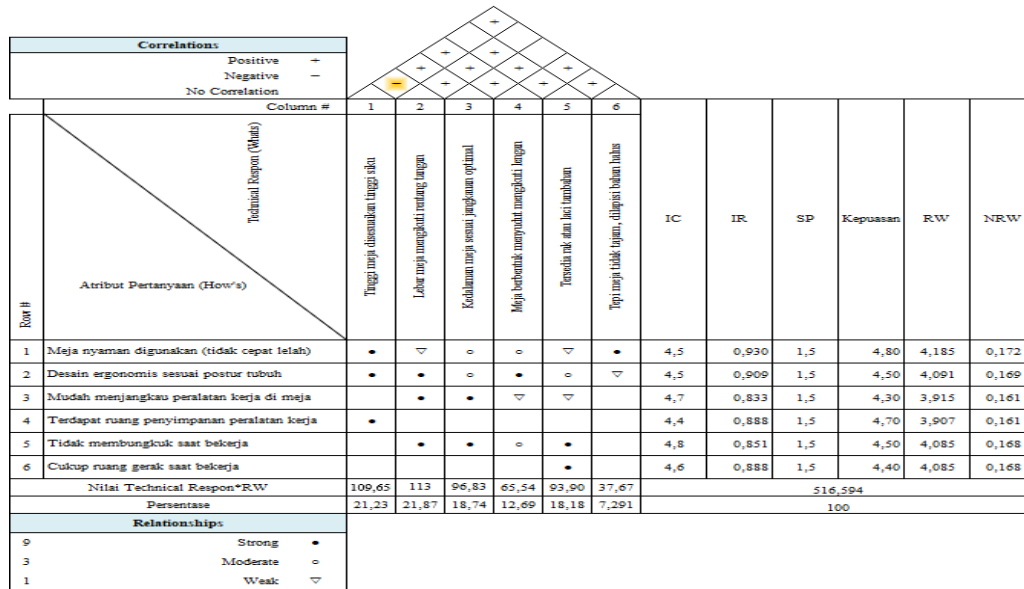 Correlations
Positive +
Negative −
No Correlation
Column # 1 2 3 4 5 6
Row #
Technical Respon (Whats)
Atribut Pertanyaan (How's)
Tinggi meja disesuaikan tinggi siku
Lebar meja mengikuti rentang tangan
Kedalaman meja sesuai jangkauan optimal
Meja berbentuk menyudut mengikuti lengan
Tersedia rak atau laci tambahan
Tepi meja tidak tajam, dilapisi bahan halus
IC IR SP Kepuasan RW NRW
1 Meja nyaman digunakan (tidak cepat lelah) • ▽ ○ ○ ▽ • 4,5 0,930 1,5 4,80 4,185 0,172
2 Desain ergonomis sesuai postur tubuh • • ○ • ○ ▽ 4,5 0,909 1,5 4,50 4,091 0,169
3 Mudah menjangkau peralatan kerja di meja • • ▽ ▽ 4,7 0,833 1,5 4,30 3,915 0,161
4 Terdapat ruang penyimpanan peralatan kerja • 4,4 0,888 1,5 4,70 3,907 0,161
5 Tidak membungkuk saat bekerja • • ○ • 4,8 0,851 1,5 4,50 4,085 0,168
6 Cukup ruang gerak saat bekerja • 4,6 0,888 1,5 4,40 4,085 0,168
Nilai Technical Respon*RW 109,65 113 96,83 65,54 93,90 37,67 516,594
Persentase 21,23 21,87 18,74 12,69 18,18 7,291 100
Relationships
9 Strong •
3 Moderate ○
1 Weak ▽